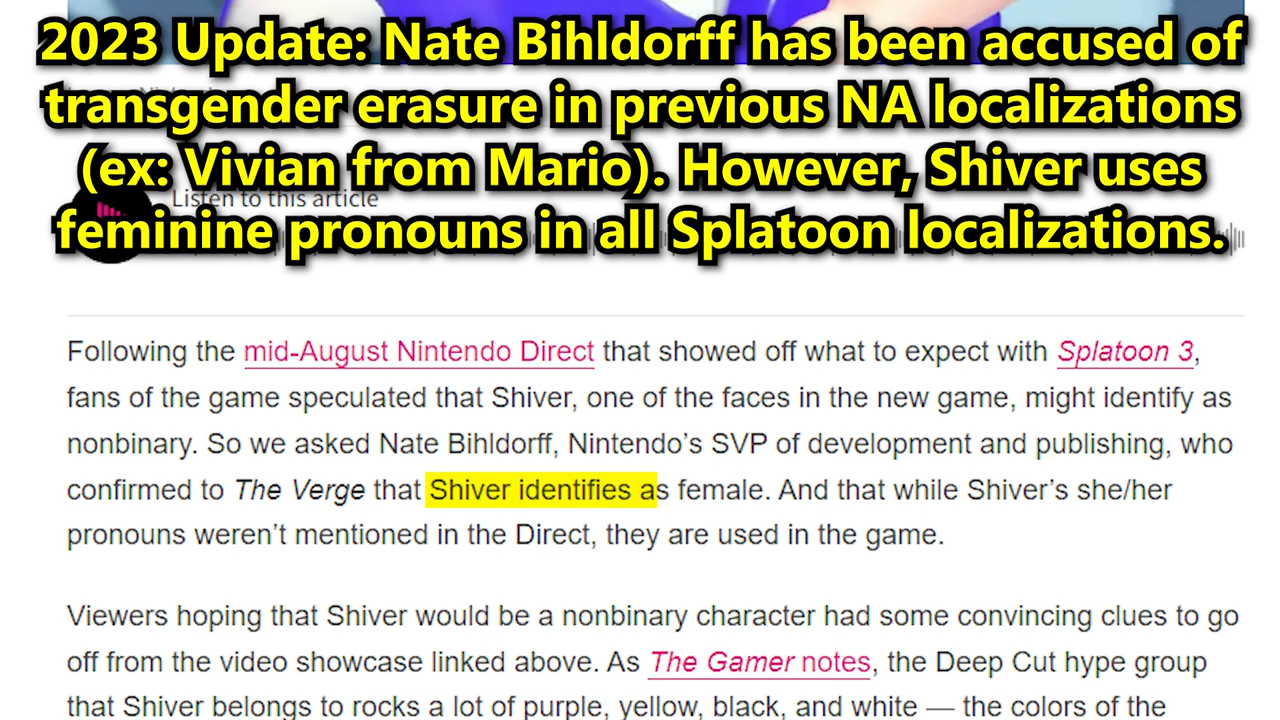 2023 Update: Nate Bihldorff has been accused of
transgender erasure in previous NA localizations
(ex: Vivian from Mario). However, Shiver uses
Listen to this article
feminine pronouns in all Splatoon localizations.
Following the mid-August Nintendo Direct that showed off what to expect with Splatoon 3,
fans of the game speculated that Shiver, one of the faces in the new game, might identify as
nonbinary. So we asked Nate Bihldorff, Nintendo’s SVP of development and publishing, who
confirmed to The Verge that Shiver identifies as female. And that while Shiver’s she/her
pronouns weren’t mentioned in the Direct, they are used in the game.
Viewers hoping that Shiver would be a nonbinary character had some convincing clues to go
off from the video showcase linked above. As The Gamer notes, the Deep Cut hype group
that Shiver belongs to rocks a lot of purple, yellow, black, and white — the colors of the